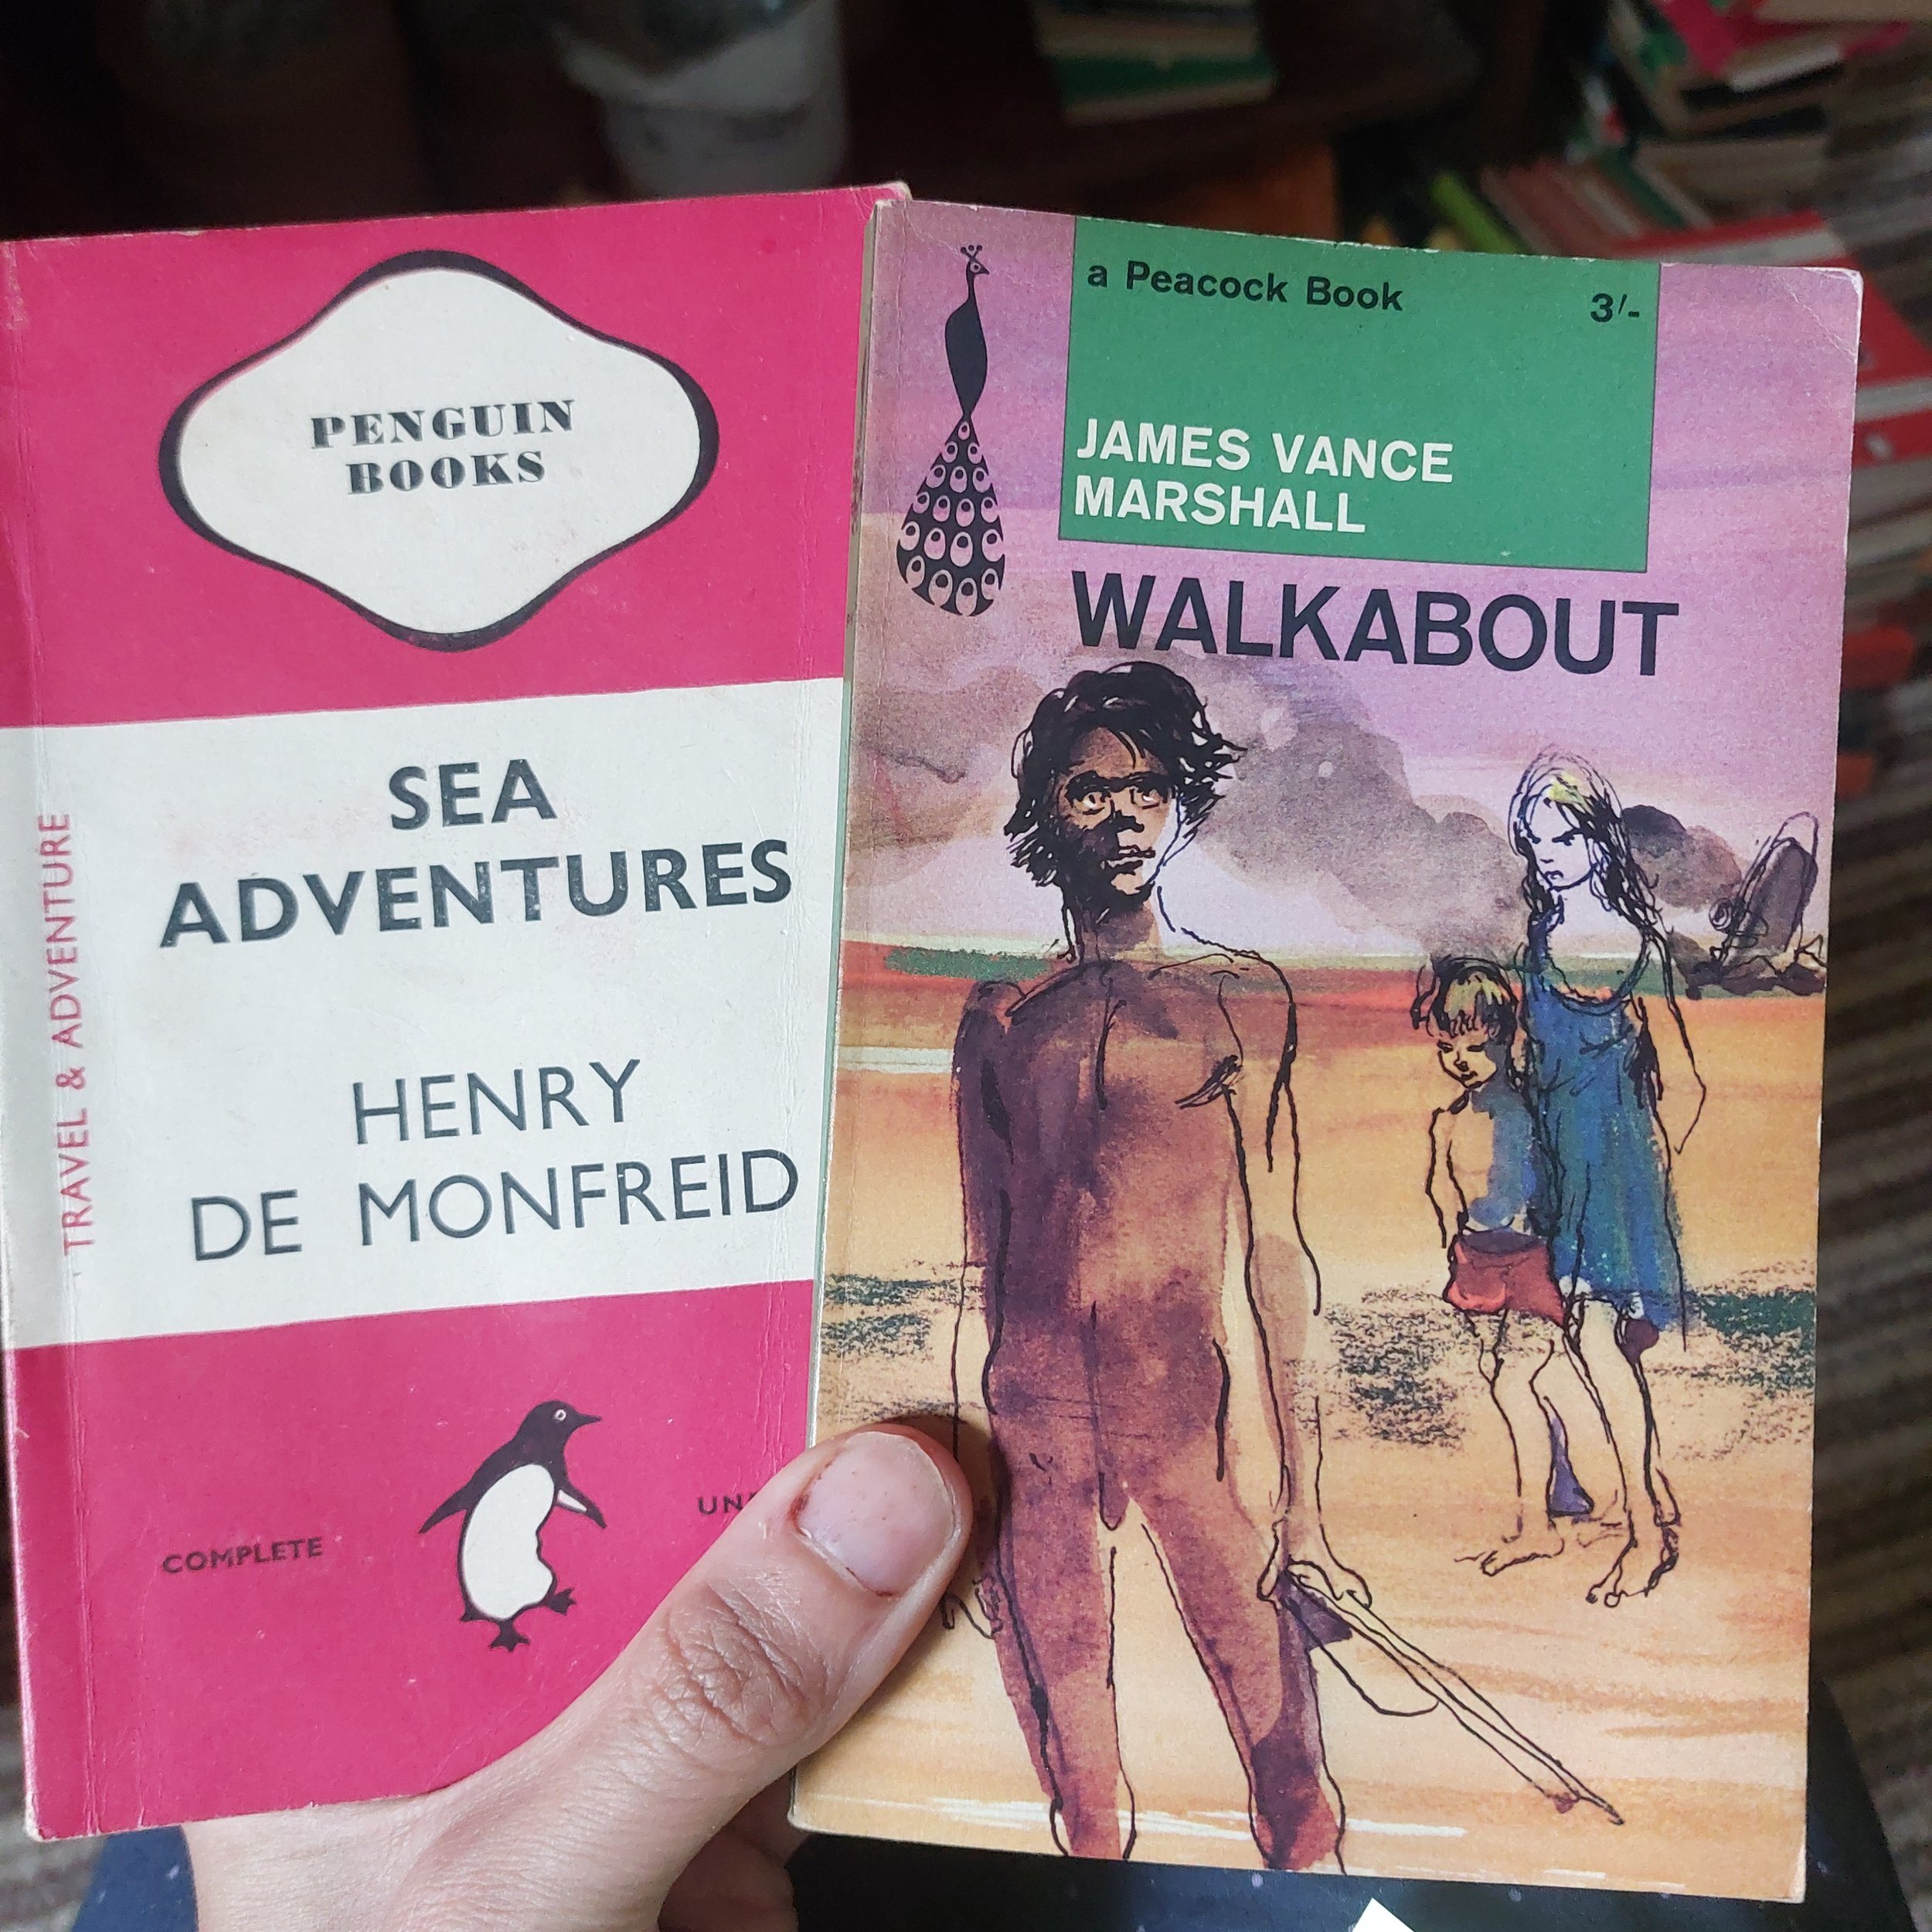 PENGUIN
BOOKS
SEA
ADVENTURES
HENRY
DE MONFREID
TRAVEL & ADVENTURE
COMPLETE
a Peacock Book 3/-
JAMES VANCE
MARSHALL
WALKABOUT